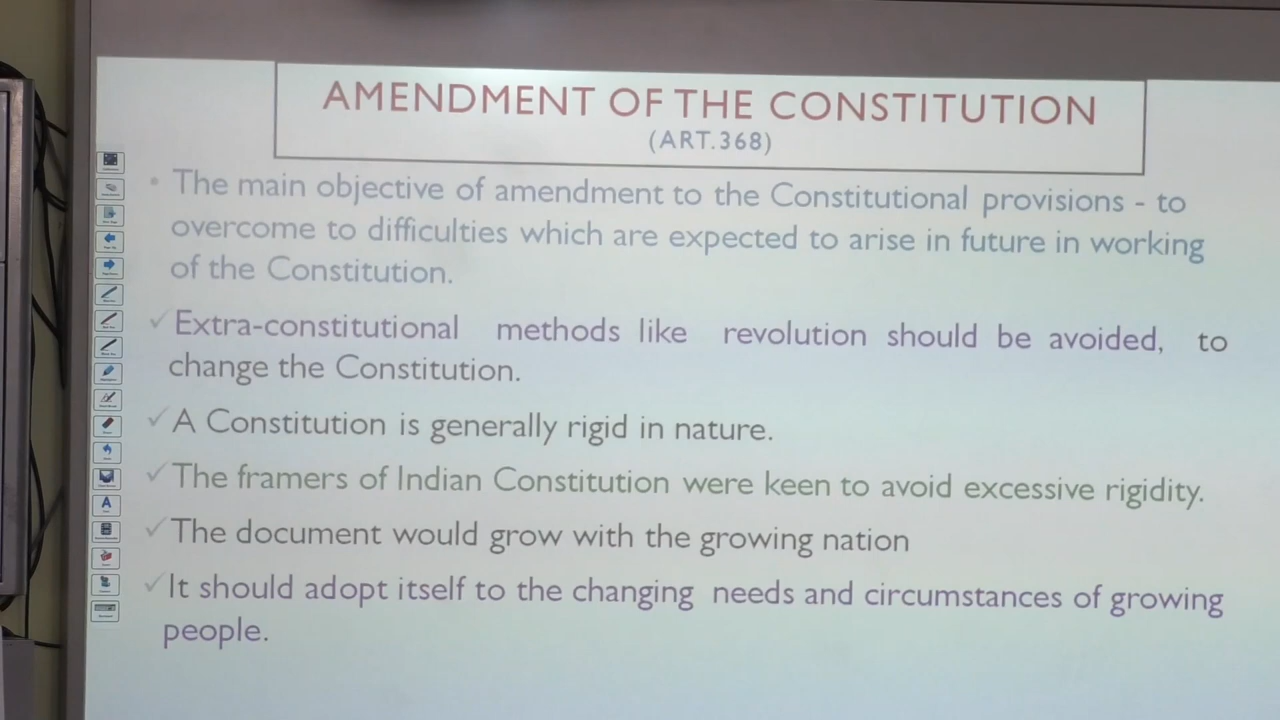 AMENDMENT OF THE CONSTITUTION
(ART.368)
• The main objective of amendment to the Constitutional provisions - to
overcome to difficulties which are expected to arise in future in working
of the Constitution.
✓ Extra-constitutional methods like revolution should be avoided, to
change the Constitution.
✓ A Constitution is generally rigid in nature.
✓ The framers of Indian Constitution were keen to avoid excessive rigidity.
✓ The document would grow with the growing nation
✓ It should adopt itself to the changing needs and circumstances of growing
people.